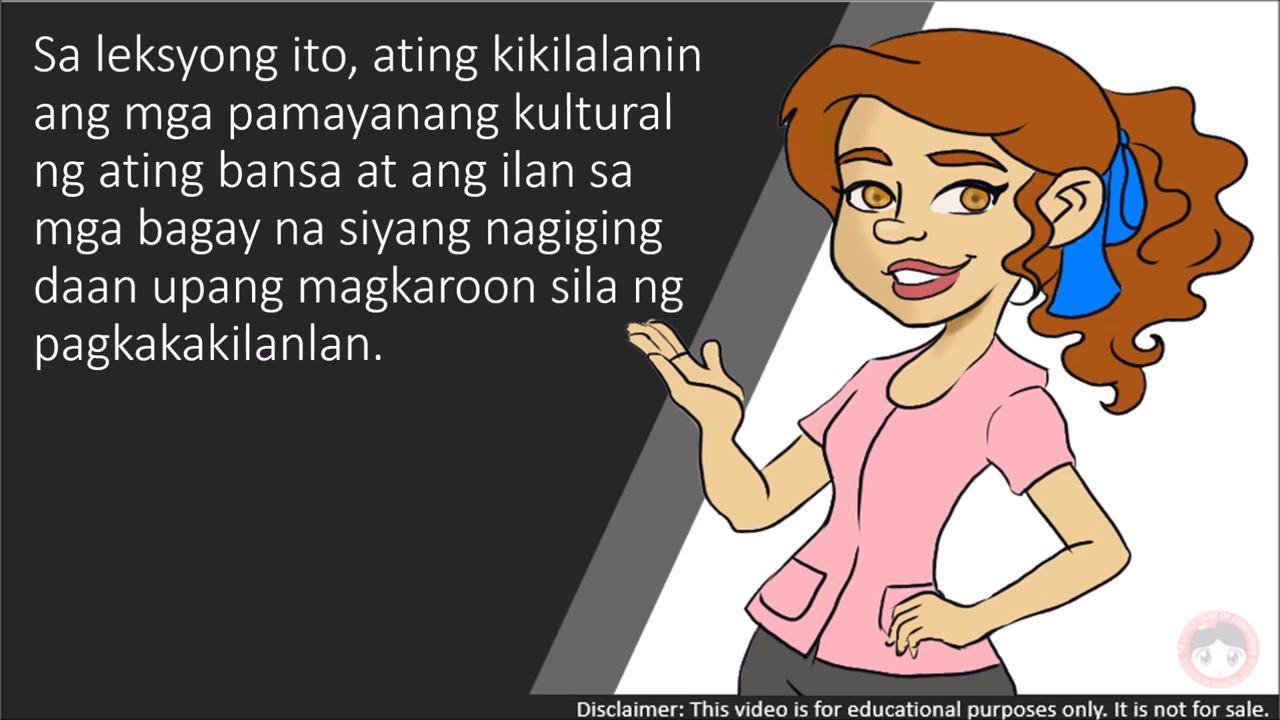 Sa leksyong ito, ating kikilalanin
ang mga pamayanang kultural
ng ating bansa at ang ilan sa
mga bagay na siyang nagiging
daan upang magkaroon sila ng
pagkakakilanlan.
Disclaimer: This video is for educational purposes only. It is not for sale.